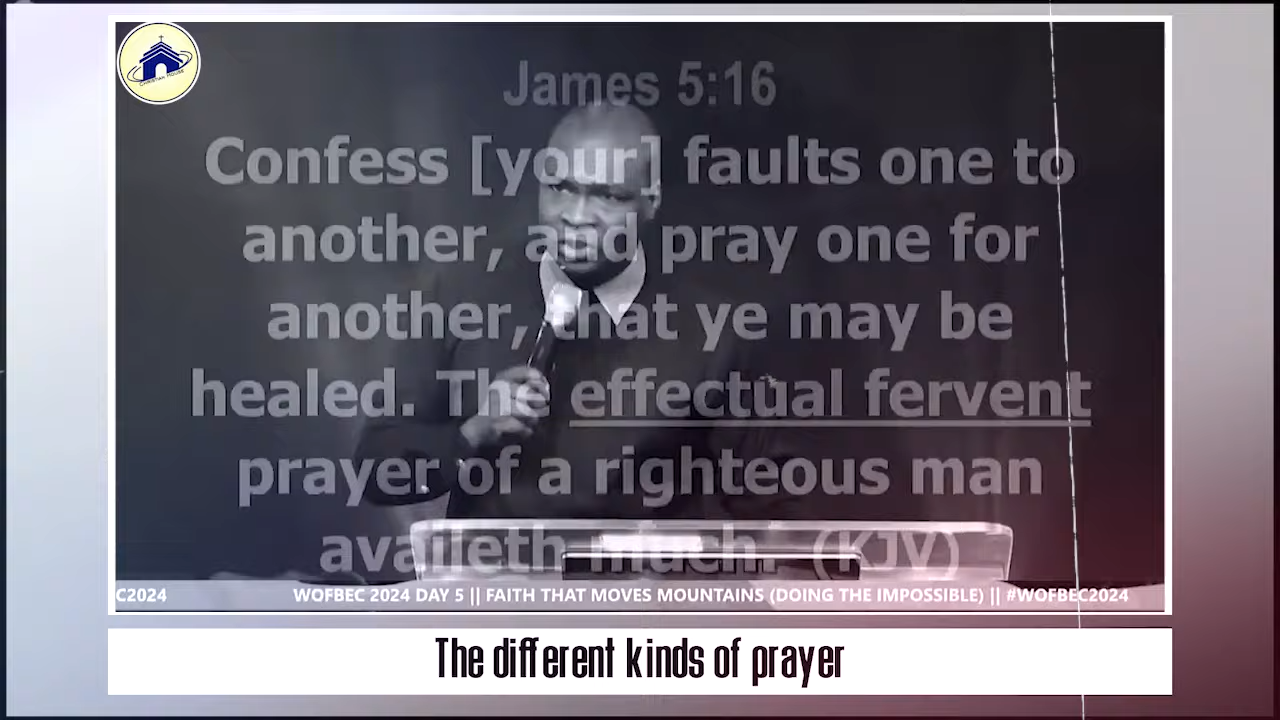 CHRISTIAN HOUSE
James 5:16
Confess [your] faults one to
another, and pray one for
another, that ye may be
healed. The effectual fervent
prayer of a righteous man
availeth much. (KJV)
C2024 WOFBEC 2024 DAY 5 || FAITH THAT MOVES MOUNTAINS (DOING THE IMPOSSIBLE) || #WOFBEC2024
The different kinds of prayer